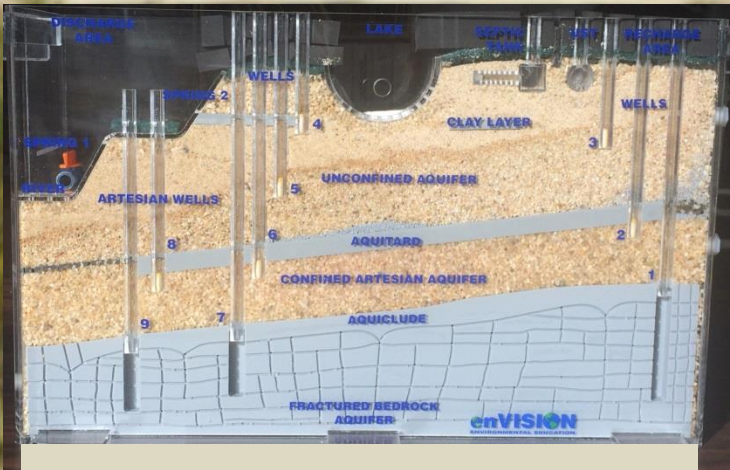 DISCHARGE
AREA
LAKE
SEPTIC
TANK
UST
RECHARGE
AREA
WELLS
SPRING 2
WELLS
4
CLAY LAYER
3
SPRING 1
UNCONFINED AQUIFER
5
RIVER
ARTESIAN WELLS
6
8
AQUITARD
2
CONFINED ARTESIAN AQUIFER
1
9
7
AQUICLUDE
FRACTURED BEDROCK
AQUIFER
enVISION
ENVIRONMENTAL EDUCATION